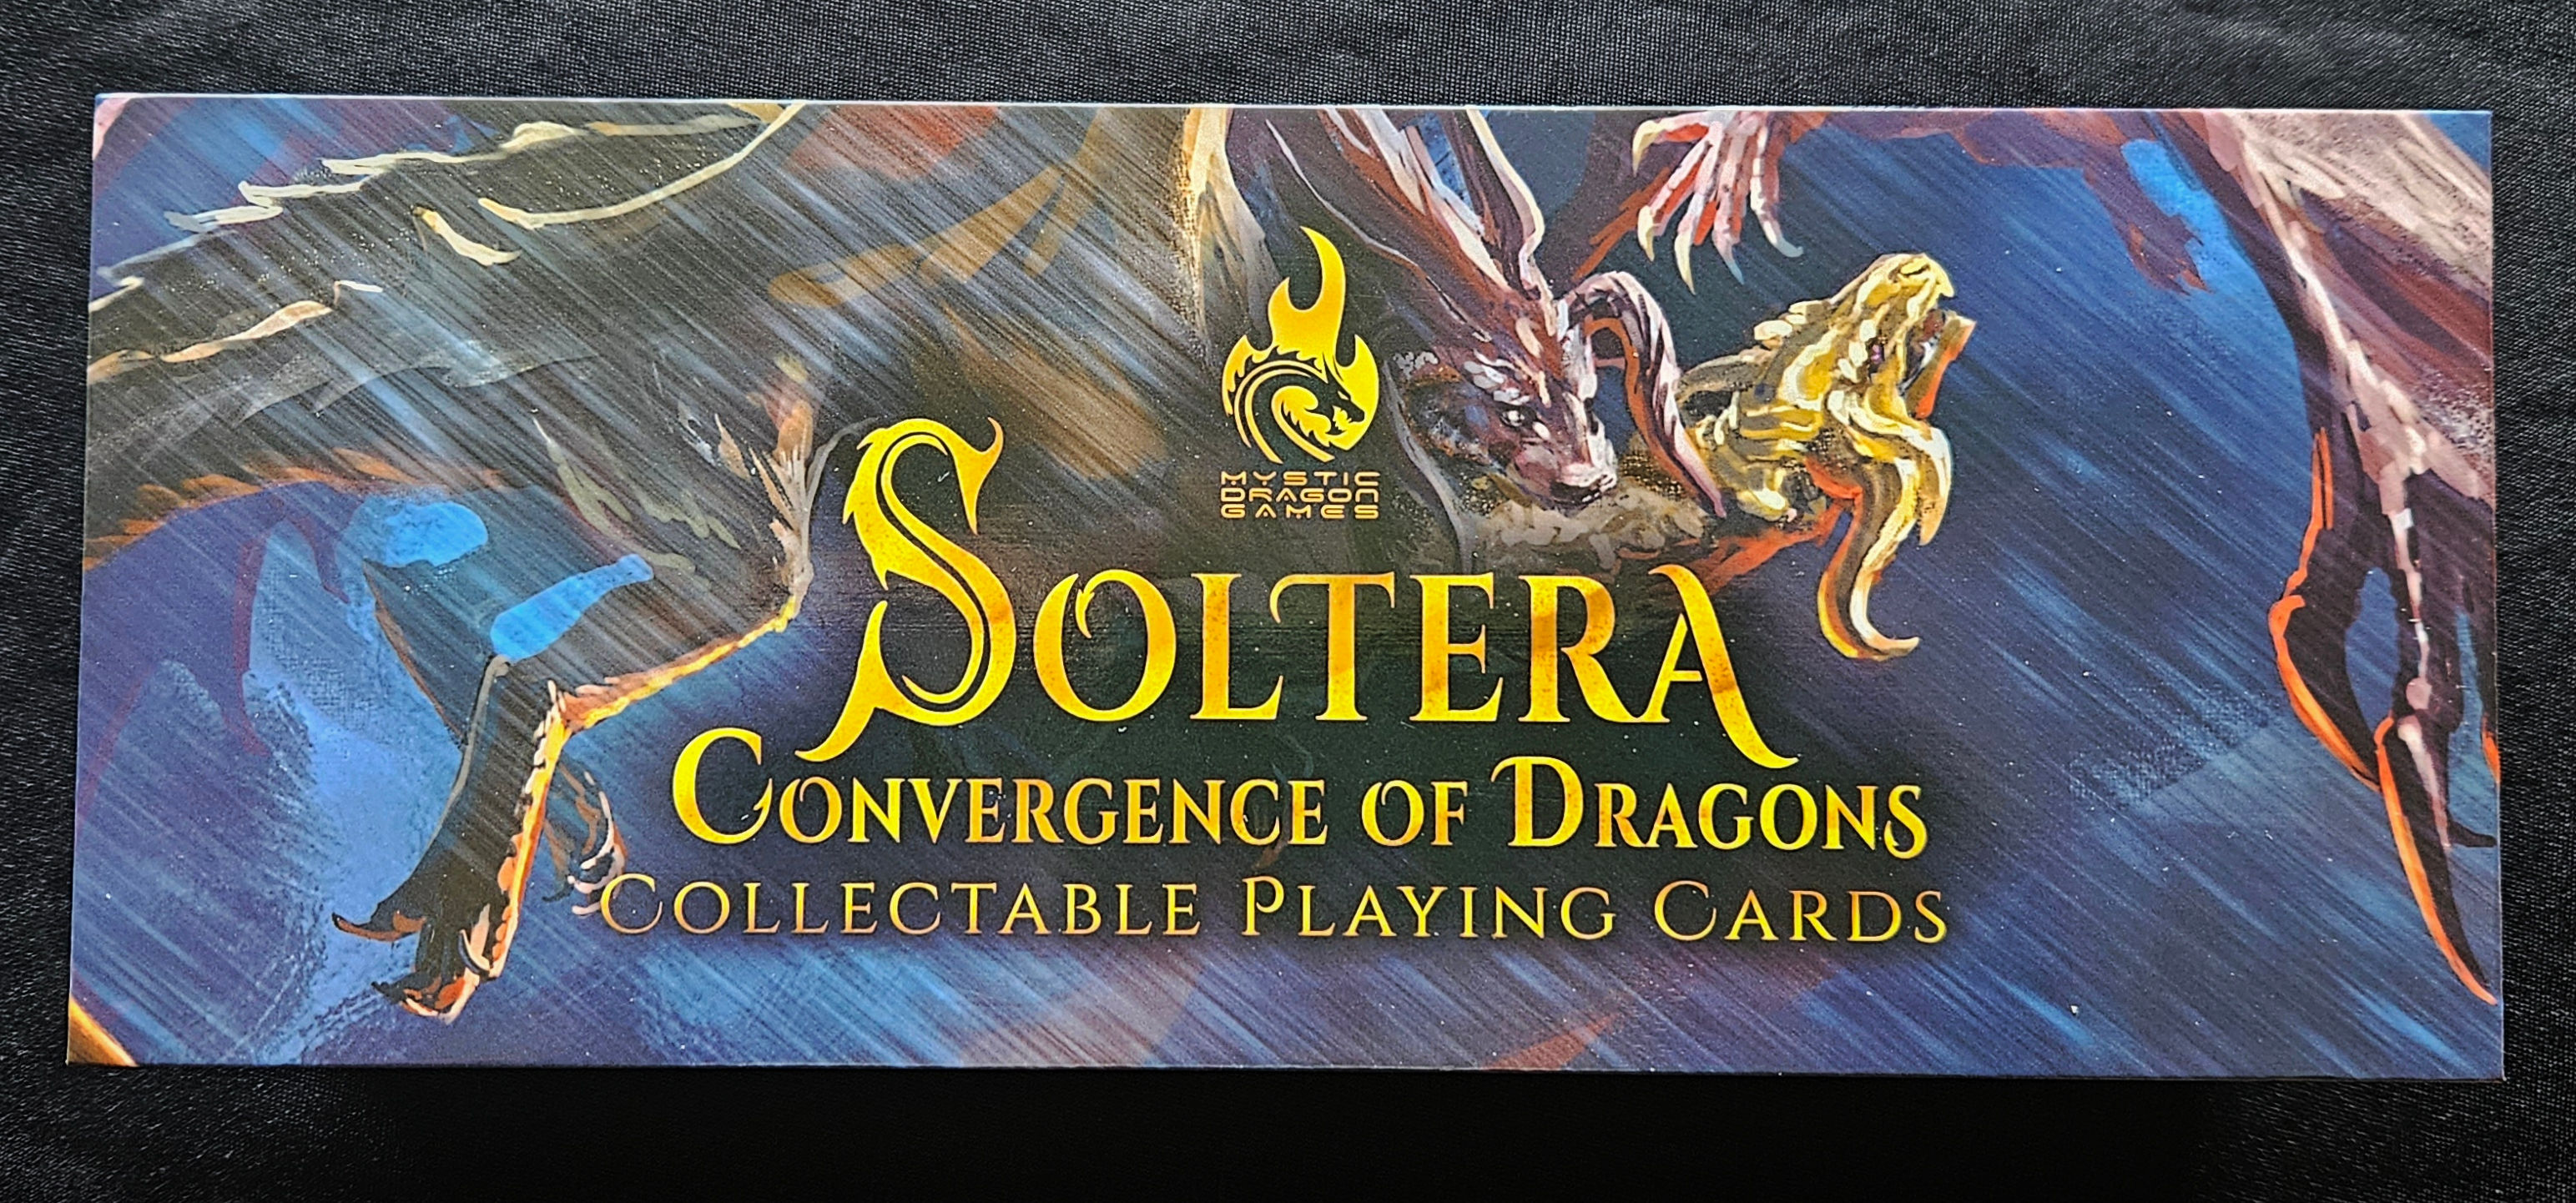 MYSTIC
DRAGON
GAMES
SOLTERA
CONVERGENCE OF DRAGONS
COLLECTABLE PLAYING CARDS